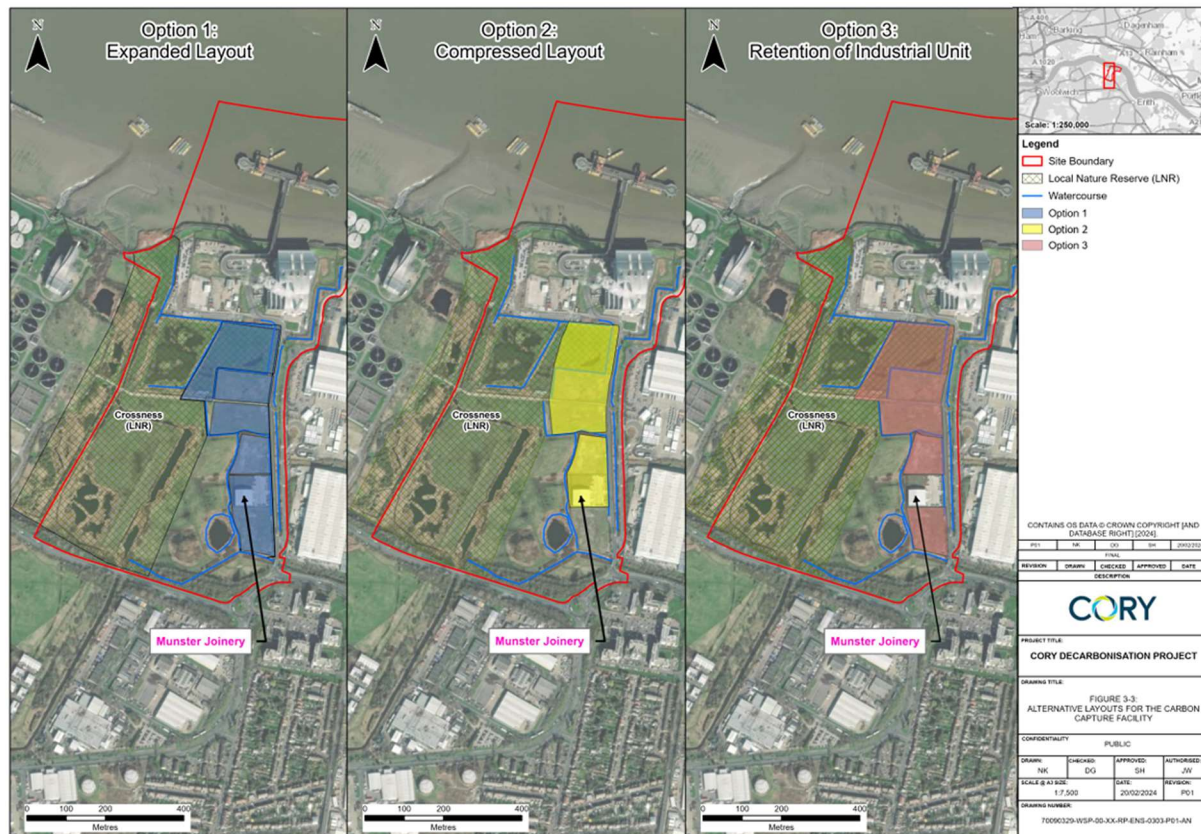 N
Option 1:
Expanded Layout
Crossness
(LNR)
Munster Joinery
0 100 200 400
Metres
N
Option 2:
Compressed Layout
Crossness
(LNR)
Munster Joinery
0 100 200 400
Metres
N
Option 3:
Retention of Industrial Unit
Crossness
(LNR)
Munster Joinery
0 100 200 400
Metres
Barking
Dagenham
A1020
Woolwich
Erith
Scale: 1:250,000
Legend
Site Boundary
Local Nature Reserve (LNR)
Watercourse
Option 1
Option 2
Option 3
CONTAINS OS DATA © CROWN COPYRIGHT [AND
DATABASE RIGHT] [2024].
P01 NK DG SH
FINAL
REVISION DRAWN CHECKED APPROVED DATE
DESCRIPTION
CORY
PROJECT TITLE:
CORY DECARBONISATION PROJECT
DRAWING TITLE:
FIGURE 3-3:
ALTERNATIVE LAYOUTS FOR THE CARBON
CAPTURE FACILITY
CONFIDENTIALITY
PUBLIC
DRAWN: CHECKED: APPROVED: AUTHORISED:
NK DG SH JW
SCALE @ A3 SIZE: DATE: REVISION:
1:7,500 20/02/2024 P01
DRAWING NUMBER:
70090329-WSP-00-XX-RP-ENS-0303-P01-AN